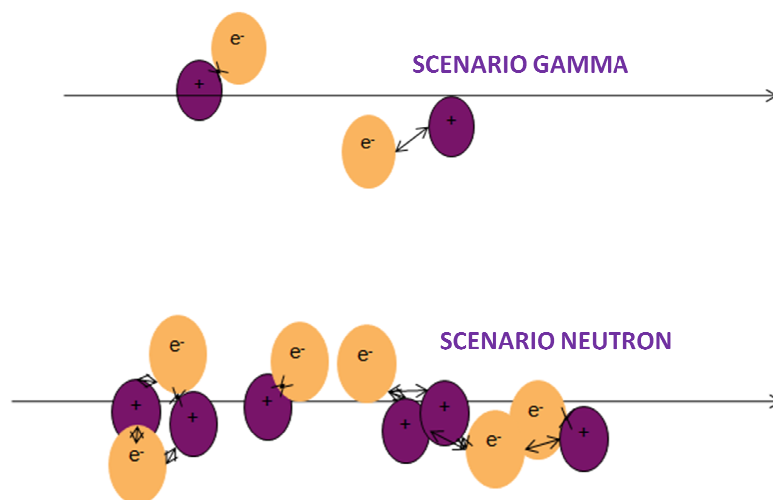 e-
SCENARIO GAMMA
+
e-
+
e-
e-
e-
SCENARIO NEUTRON
+
+
+
+
+
e-
e-
e-
+